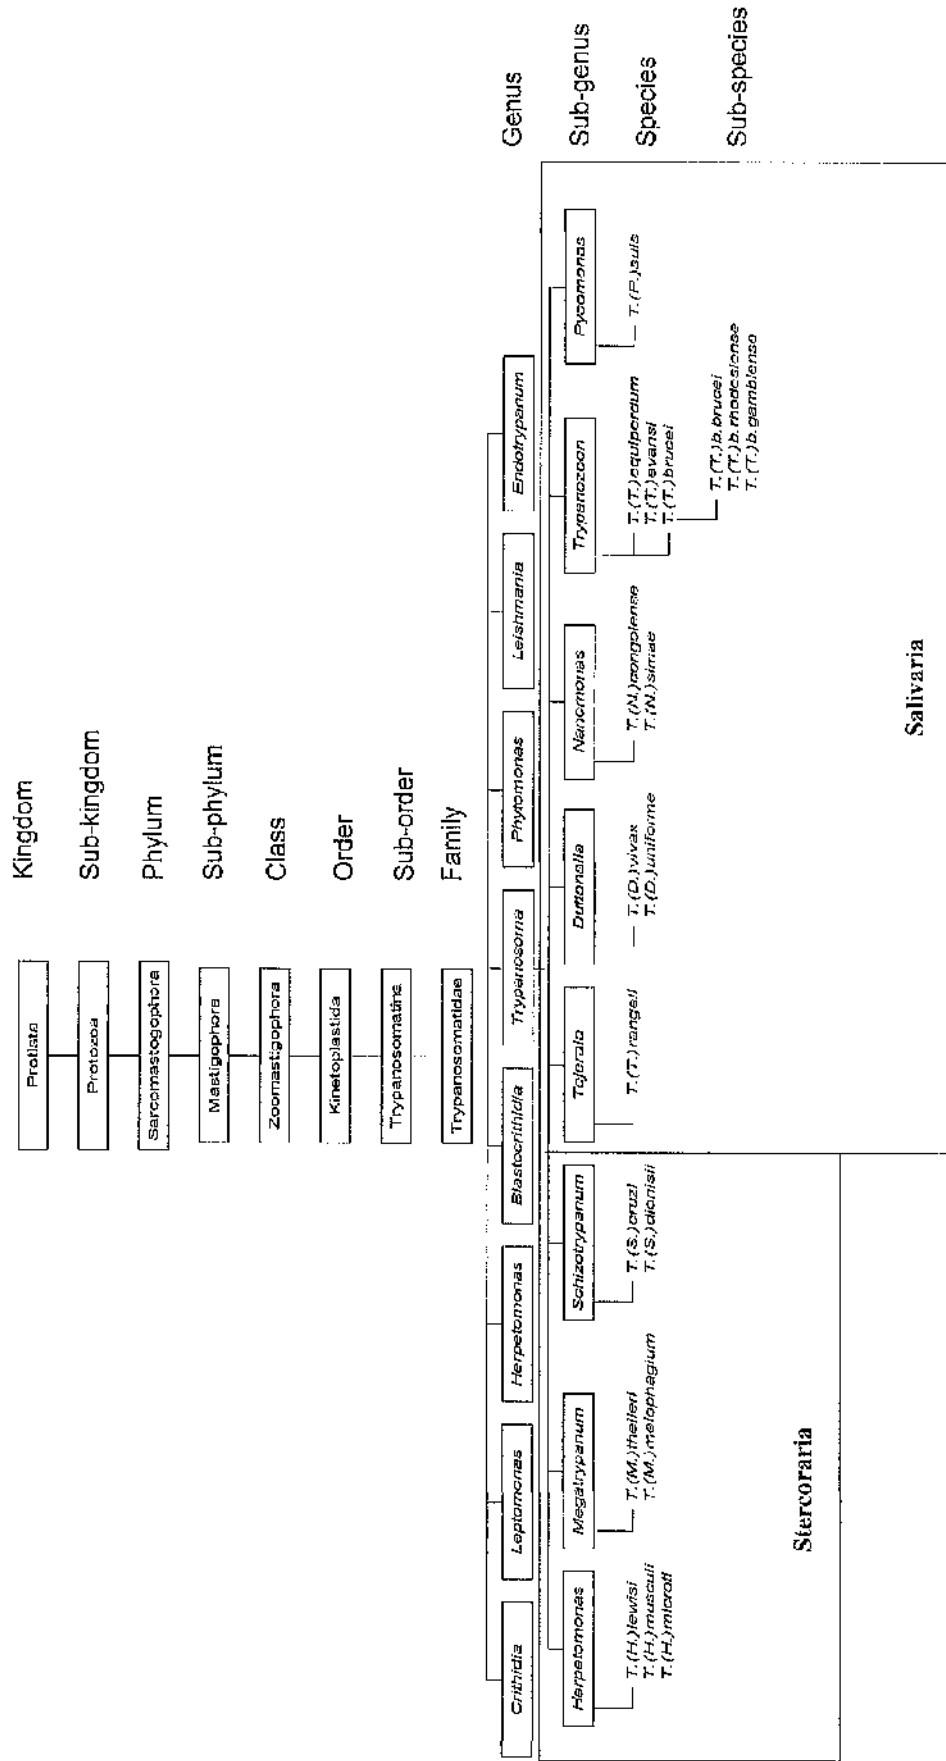 Protista Kingdom
Protozoa Sub-kingdom
Sarcomastogophora Phylum
Mastigophora Sub-phylum
Zoomastigophora Class
Kinetoplastida Order
Trypanosomatina Sub-order
Trypanosomatidae Family
Crithidia Leptomonas Herpetomonas Blastocrithidia Trypanosoma Phytomonas Leishmania Endotrypanum Genus
Herpetomonas Megatrypanum Schizotrypanum Tejeraia Duttonella Nanomonas Trypanozoon Pycomonas Sub-genus
Species
T.(H.)lewisi
T.(H.)musculi
T.(H.)microti
T.(M.)theileri
T.(M.)melophagium
T.(S.)cruzi
T.(S.)dionisii
T.(T.)rangeli
T.(D.)vivax
T.(D.)uniforme
T.(N.)congolense
T.(N.)simiae
T.(T.)equiperdum
T.(T.)evansi
T.(T.)brucei
T.(P.)suis
Sub-species
T.(T.)b.brucei
T.(T.)b.rhodesiense
T.(T.)b.gambiense
Stercoraria
Salivaria